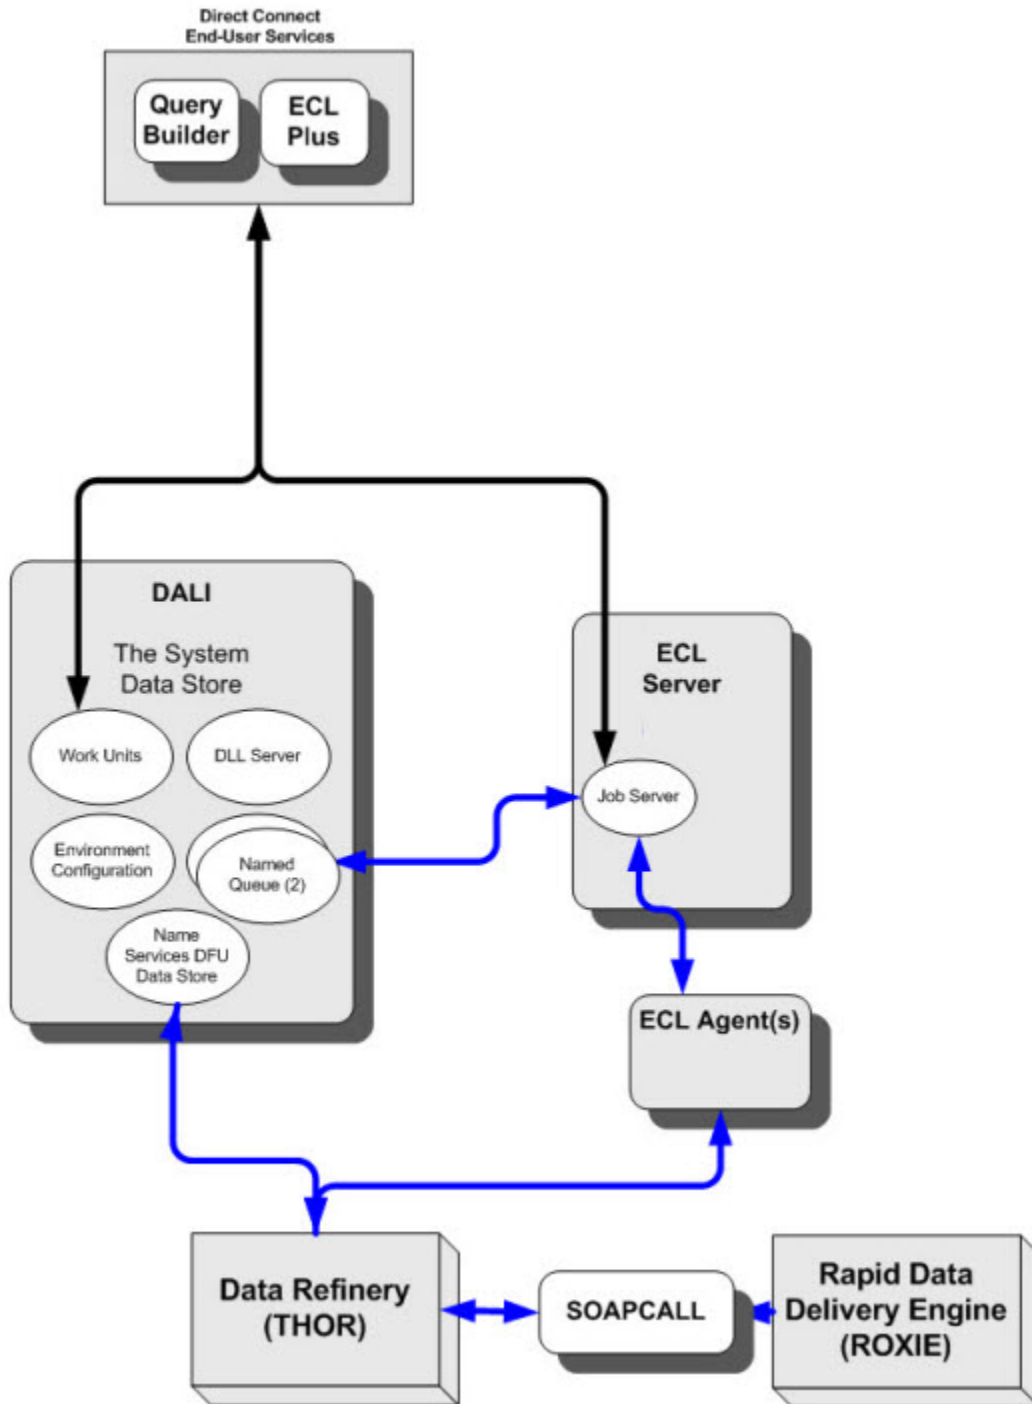 Direct Connect
End-User Services
Query
Builder
ECL
Plus
DALI
The System
Data Store
Work Units
DLL Server
Environment
Configuration
Named
Queue (2)
Name
Services DFU
Data Store
ECL
Server
Job Server
ECL Agent(s)
Data Refinery
(THOR)
SOAPCALL
Rapid Data
Delivery Engine
(ROXIE)